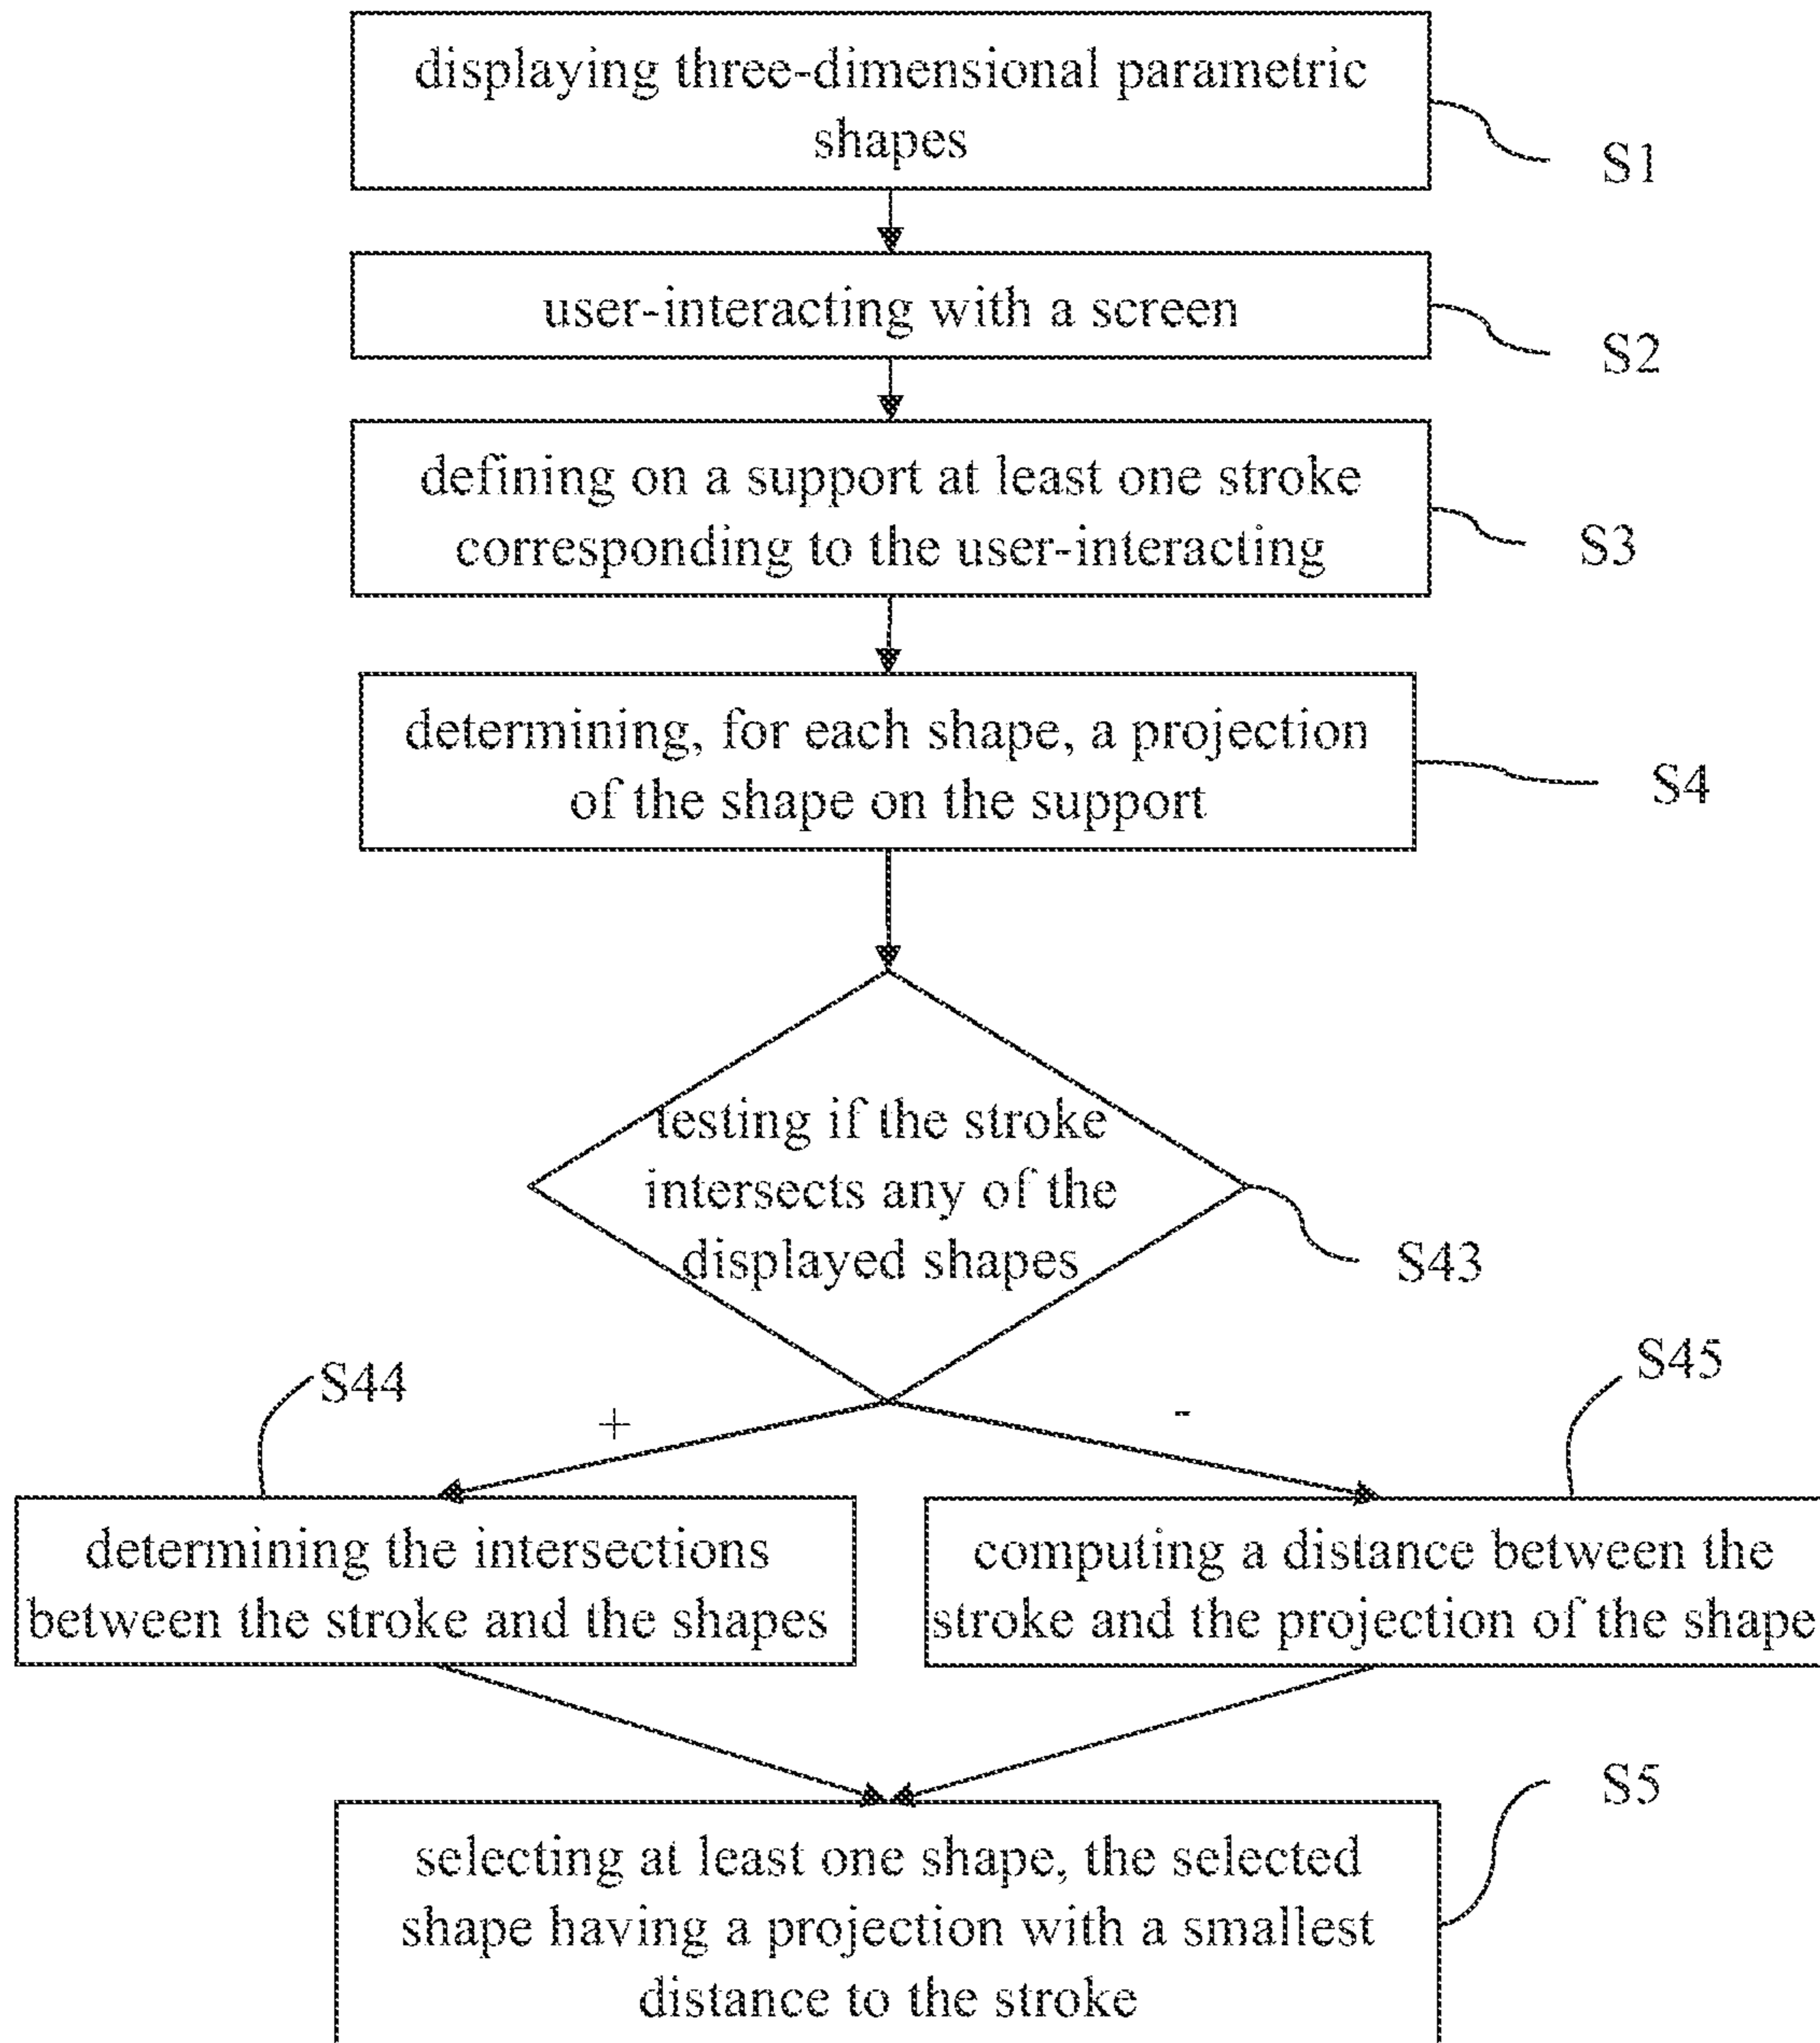 displaying three-dimensional parametric
shapes
S1
user-interacting with a screen
S2
defining on a support at least one stroke
corresponding to the user-interacting
S3
determining, for each shape, a projection
of the shape on the support
S4
testing if the stroke
intersects any of the
displayed shapes
S43
S44
S45
+
-
determining the intersections
between the stroke and the shapes
computing a distance between the
stroke and the projection of the shape
S5
selecting at least one shape, the selected
shape having a projection with a smallest
distance to the stroke